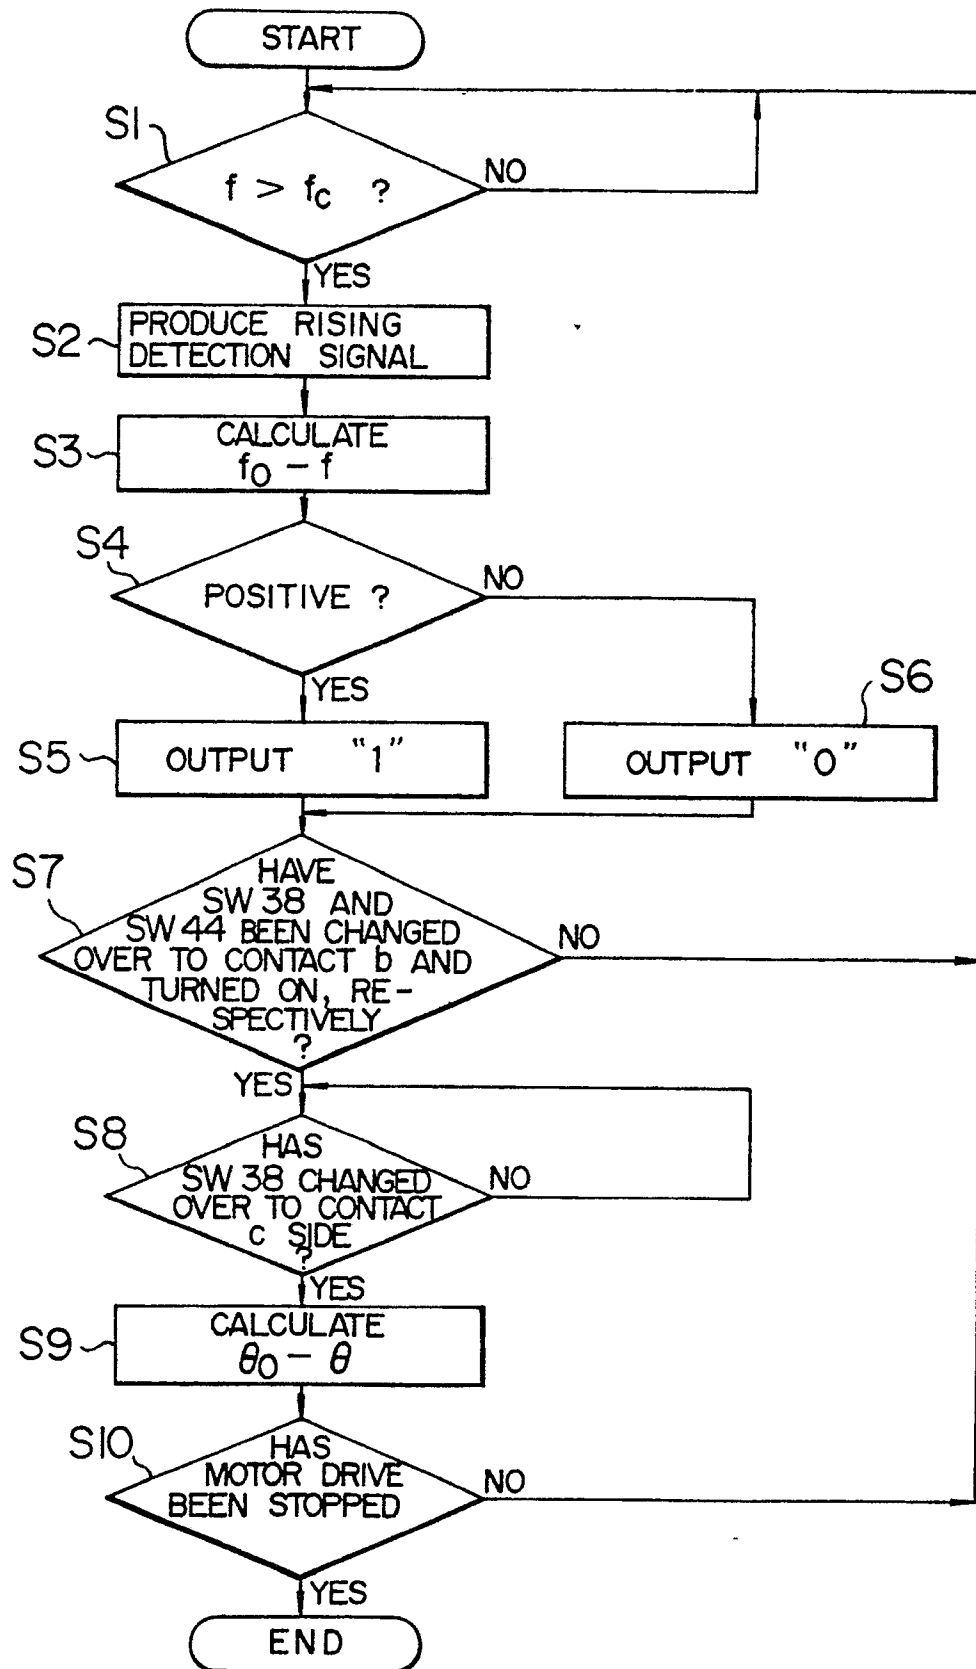 START
S1
f > fc ?
NO
YES
S2
PRODUCE RISING
DETECTION SIGNAL
S3
CALCULATE
fo - f
S4
POSITIVE ?
NO
YES
S6
S5
OUTPUT "1"
OUTPUT "0"
S7
HAVE
SW 38 AND
SW 44 BEEN CHANGED
OVER TO CONTACT b AND
TURNED ON, RE-
SPECTIVELY
?
NO
YES
S8
HAS
SW 38 CHANGED
OVER TO CONTACT
c SIDE
?
NO
YES
S9
CALCULATE
θo - θ
S10
HAS
MOTOR DRIVE
BEEN STOPPED
NO
YES
END